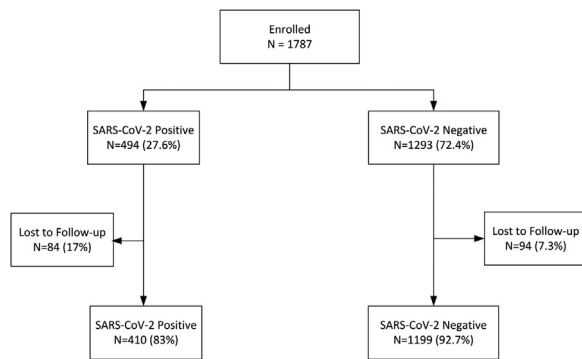 Enrolled
N = 1787
SARS-CoV-2 Positive
N=494 (27.6%)
SARS-CoV-2 Negative
N=1293 (72.4%)
Lost to Follow-up
N=84 (17%)
Lost to Follow-up
N=94 (7.3%)
SARS-CoV-2 Positive
N=410 (83%)
SARS-CoV-2 Negative
N=1199 (92.7%)